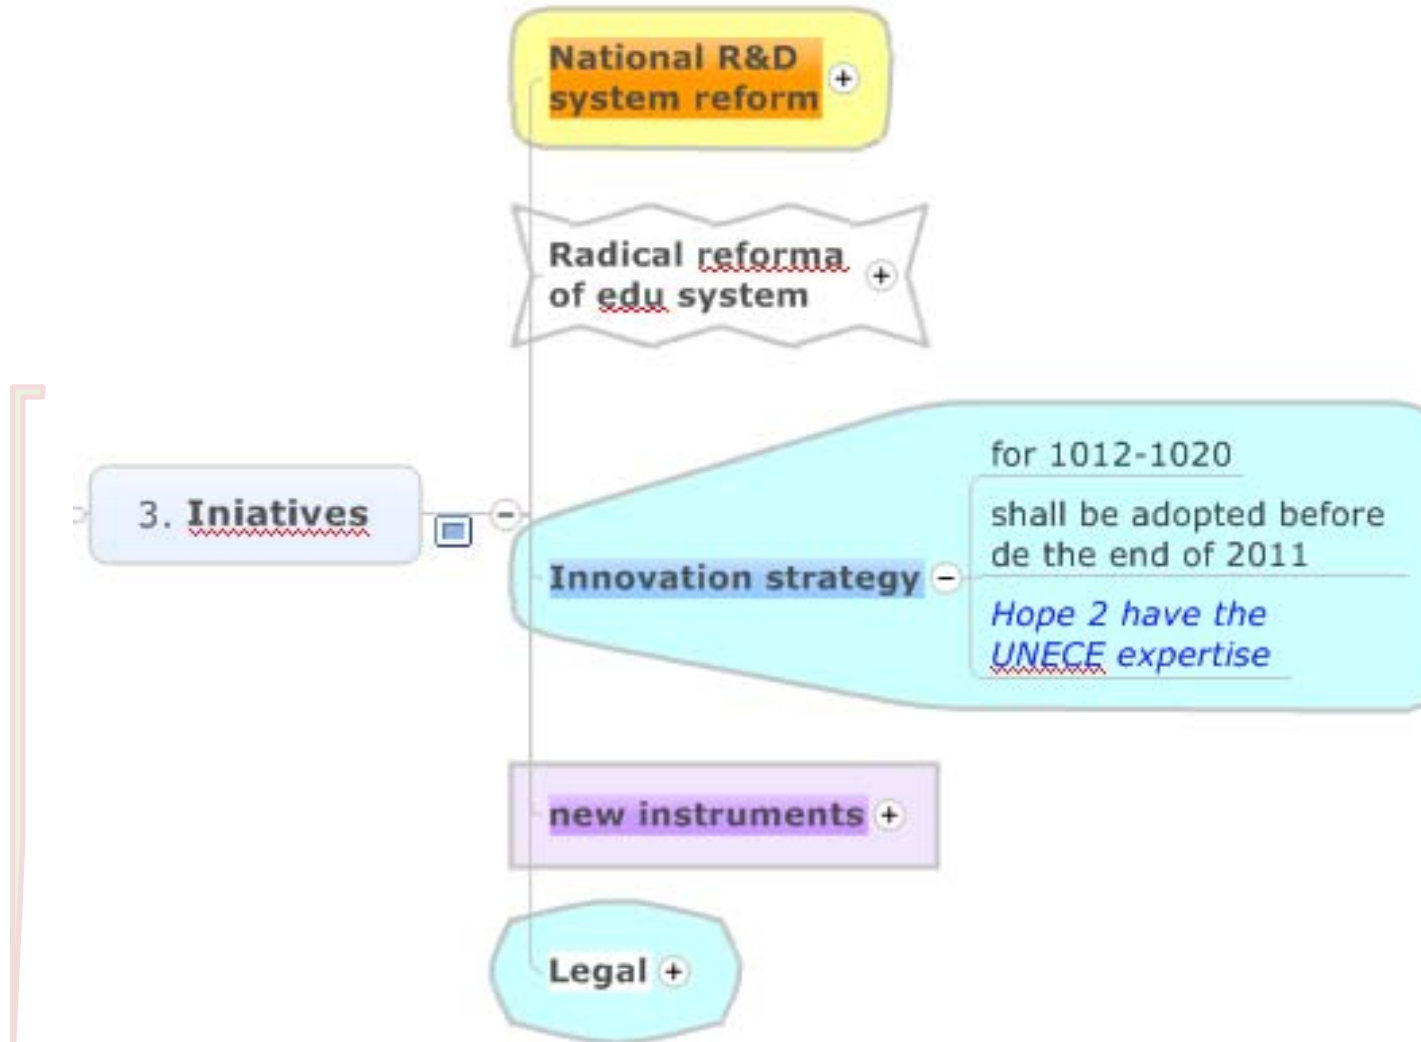 National R&D
system reform
Radical reforma
of edu system
3. Iniatives
Innovation strategy
for 1012-1020
shall be adopted before
de the end of 2011
Hope 2 have the
UNECE expertise
new instruments
Legal